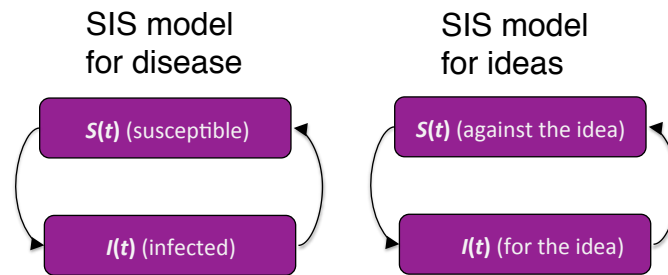 SIS model
for disease
S(t) (susceptible)
I(t) (infected)
SIS model
for ideas
S(t) (against the idea)
I(t) (for the idea)